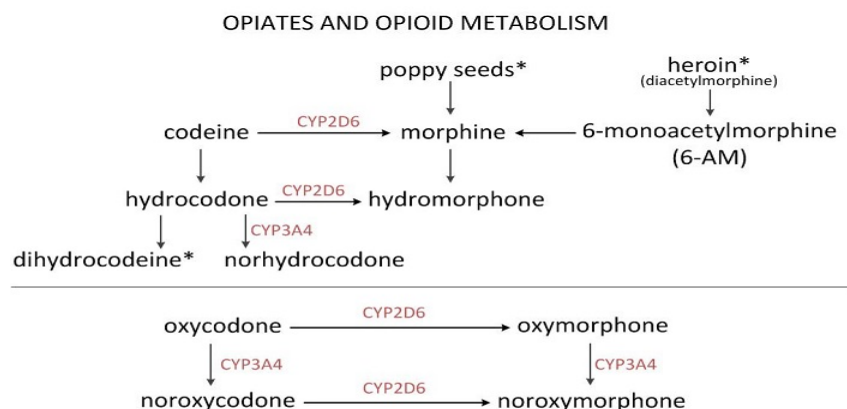 OPIATES AND OPIOID METABOLISM
poppy seeds*
heroin*
(diacetylmorphine)
codeine CYP2D6 morphine 6-monoacetylmorphine
(6-AM)
hydrocodone CYP2D6 hydromorphone
CYP3A4
dihydrocodeine* norhydrocodone
oxycodone CYP2D6 oxymorphone
CYP3A4 CYP3A4
noroxycodone CYP2D6 noroxymorphone